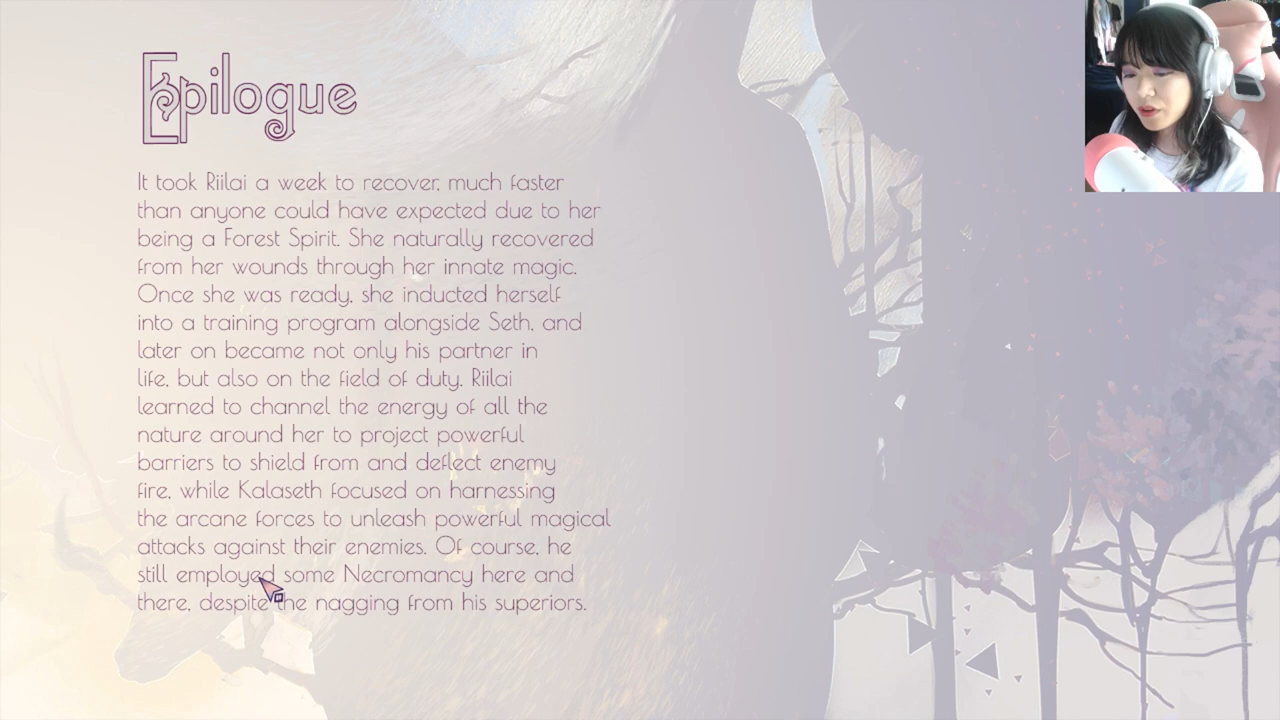 Epilogue
It took Riilai a week to recover, much faster
than anyone could have expected due to her
being a Forest Spirit. She naturally recovered
from her wounds through her innate magic.
Once she was ready, she inducted herself
into a training program alongside Seth, and
later on became not only his partner in
life, but also on the field of duty. Riilai
learned to channel the energy of all the
nature around her to project powerful
barriers to shield from and deflect enemy
fire, while Kalaseth focused on harnessing
the arcane forces to unleash powerful magical
attacks against their enemies. Of course, he
still employed some Necromancy here and
there, despite the nagging from his superiors.